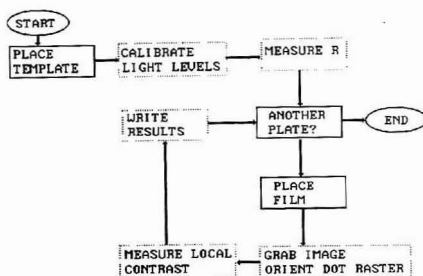 START
PLACE
TEMPLATE
CALIBRATE
LIGHT LEVELS
MEASURE R
WRITE
RESULTS
ANOTHER
PLATE?
END
PLACE
FILM
MEASURE LOCAL
CONTRAST
GRAB IMAGE
ORIENT DOT RASTER